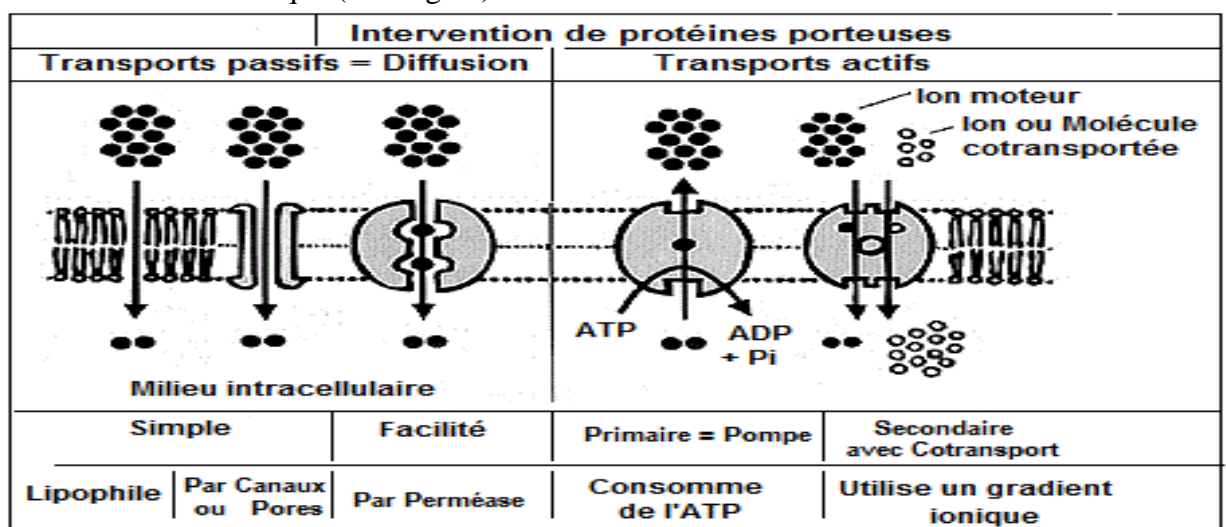 Intervention de protéines porteuses
Transports passifs = Diffusion
Transports actifs
Ion moteur
Ion ou Molécule
cotransportée
ATP
ADP
+ Pi
Milieu intracellulaire
Simple
Facilité
Primaire = Pompe
Secondaire
avec Cotransport
Lipophile
Par Canaux
ou Pores
Par Perméase
Consomme
de l'ATP
Utilise un gradient
ionique